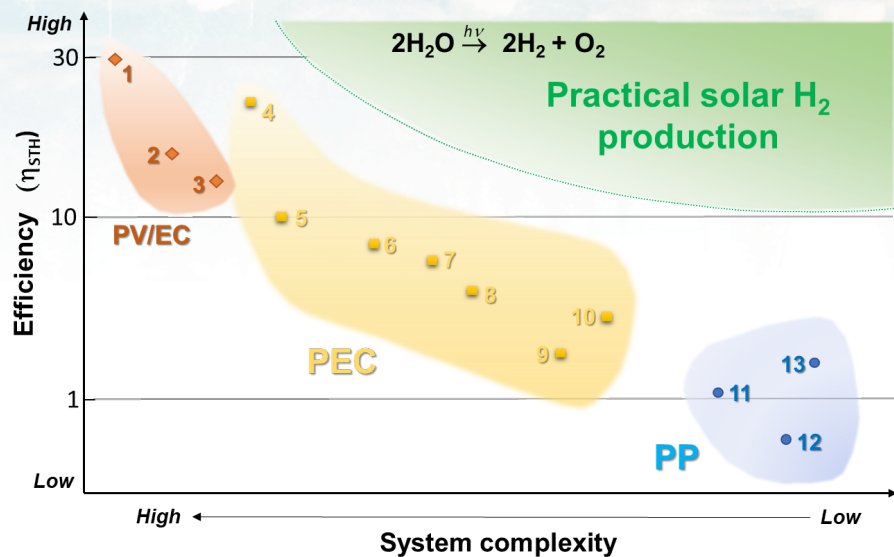 High
30
10
1
Low
Efficiency (ηSTH)
2H₂O hν→ 2H₂ + O₂
Practical solar H₂
production
1
2
3
PV/EC
4
5
6
7
8
9
10
PEC
11
12
13
PP
High
Low
System complexity